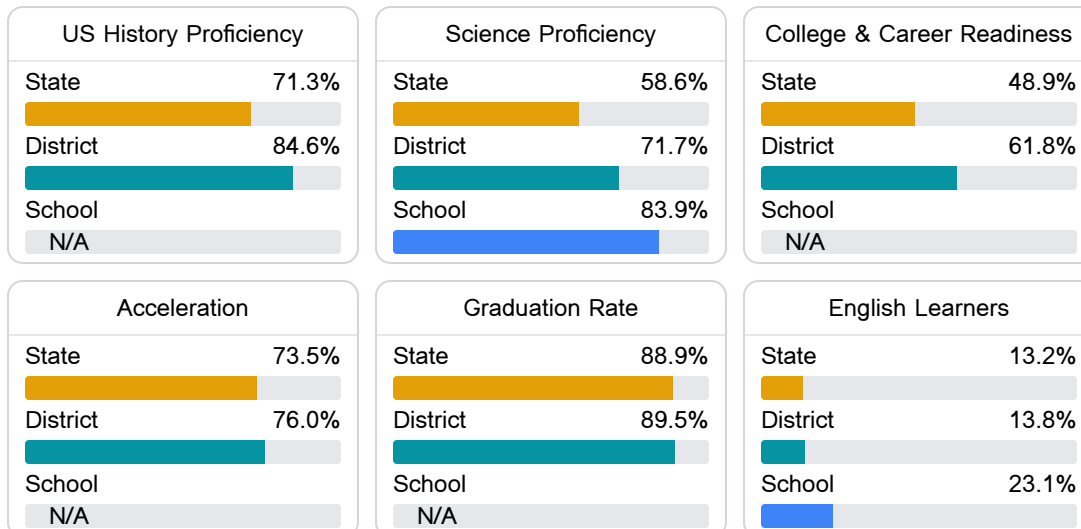 US History Proficiency
State 71.3%
District 84.6%
School
N/A
Science Proficiency
State 58.6%
District 71.7%
School 83.9%
College & Career Readiness
State 48.9%
District 61.8%
School
N/A
Acceleration
State 73.5%
District 76.0%
School
N/A
Graduation Rate
State 88.9%
District 89.5%
School
N/A
English Learners
State 13.2%
District 13.8%
School 23.1%